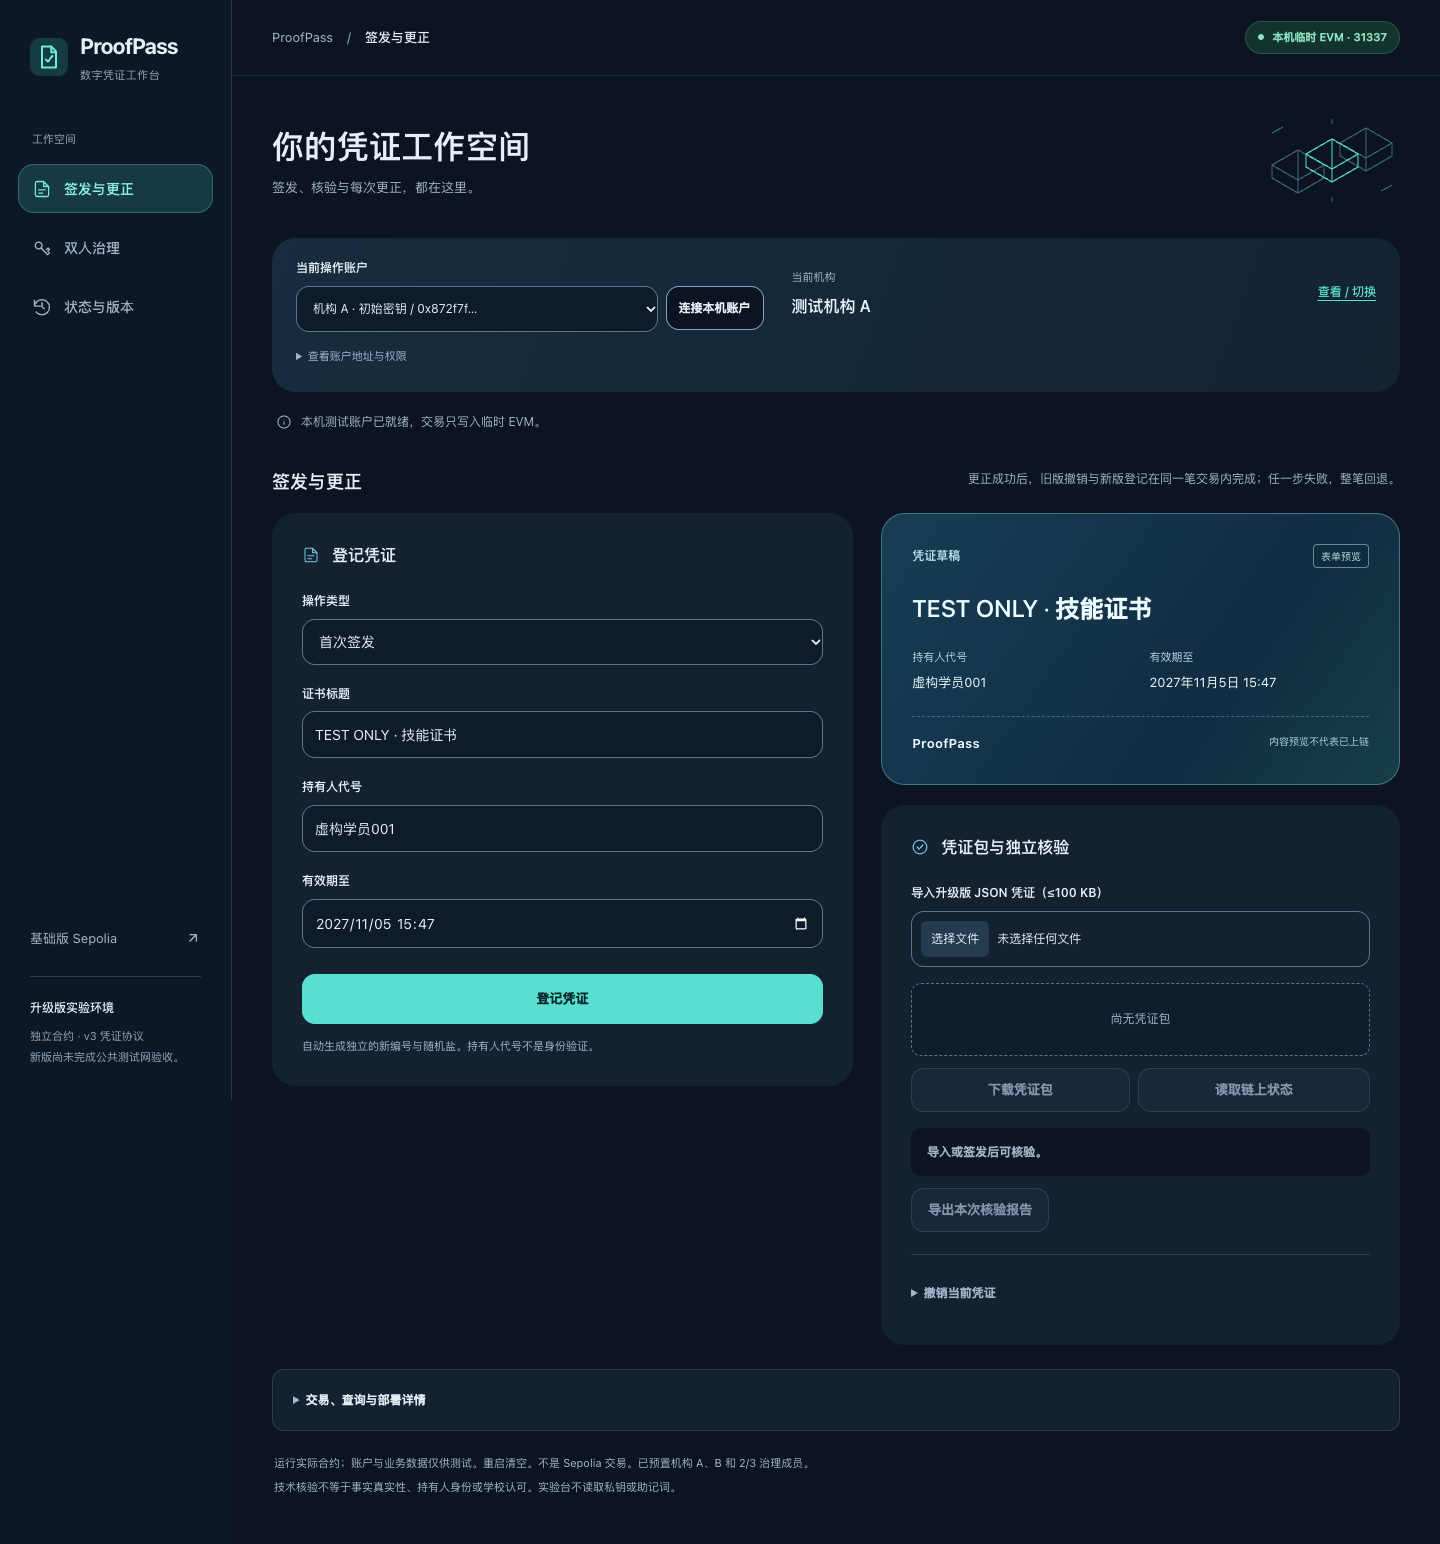 ProofPass
数字凭证工作台
工作空间
签发与更正
双人治理
状态与版本
基础版 Sepolia
升级版实验环境
独立合约 · v3 凭证协议
新版尚未完成公共测试网验收。
ProofPass / 签发与更正
本机临时 EVM · 31337
你的凭证工作空间
签发、核验与每次更正，都在这里。
当前操作账户
机构 A · 初始密钥 / 0x872f7f...
连接本机账户
查看账户地址与权限
当前机构
测试机构 A
查看 / 切换
本机测试账户已就绪，交易只写入临时 EVM。
签发与更正
更正成功后，旧版撤销与新版登记在同一笔交易内完成；任一步失败，整笔回退。
登记凭证
操作类型
首次签发
证书标题
TEST ONLY · 技能证书
持有人代号
虚构学员001
有效期至
2027/11/05 15:47
登记凭证
自动生成独立的新编号与随机盐。持有人代号不是身份验证。
凭证草稿
表单预览
TEST ONLY · 技能证书
持有人代号
虚构学员001
有效期至
2027年11月5日 15:47
ProofPass
内容预览不代表已上链
凭证包与独立核验
导入升级版 JSON 凭证（≤100 KB）
选择文件 未选择任何文件
尚无凭证包
下载凭证包
读取链上状态
导入或签发后可核验。
导出本次核验报告
撤销当前凭证
交易、查询与部署详情
运行实际合约；账户与业务数据仅供测试。重启清空。不是 Sepolia 交易。已预置机构 A、B 和 2/3 治理成员。
技术核验不等于事实真实性、持有人身份或学校认可。实验台不读取私钥或助记词。